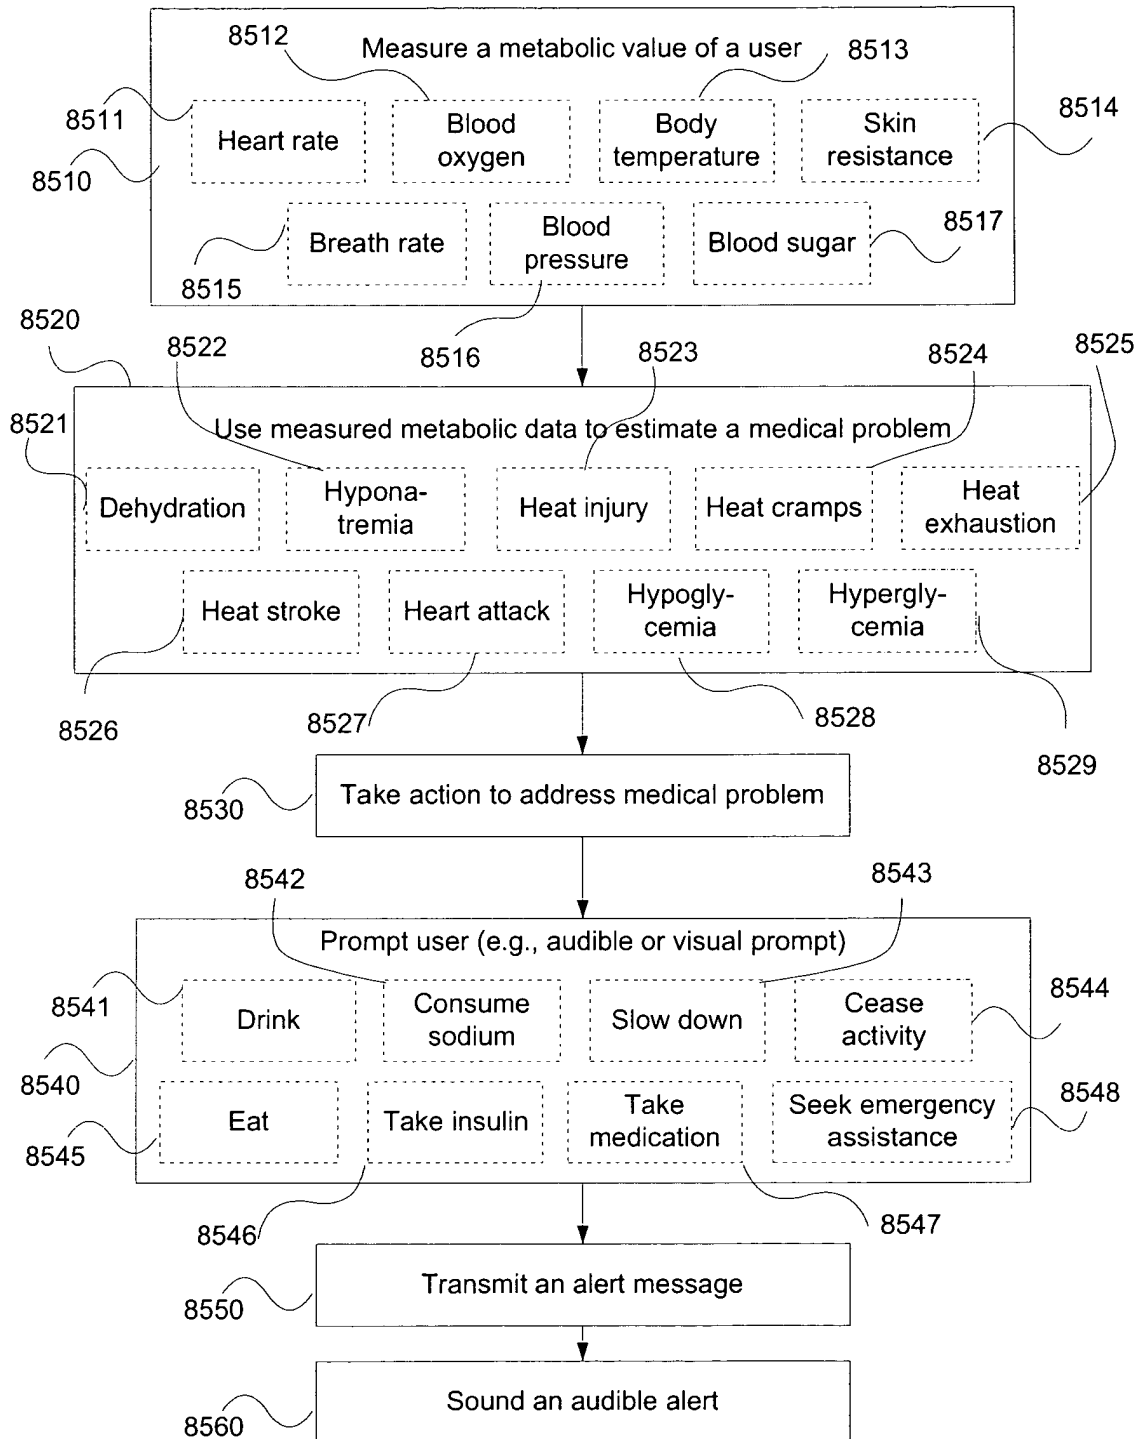 8512
Measure a metabolic value of a user
8513
8511
Heart rate
Blood
oxygen
Body
temperature
Skin
resistance
8514
8510
Breath rate
Blood
pressure
Blood sugar
8517
8515
8516
8520
8522
8523
8524
8525
8521
Use measured metabolic data to estimate a medical problem
Dehydration
Hypona-
tremia
Heat injury
Heat cramps
Heat
exhaustion
Heat stroke
Heart attack
Hypogly-
cemia
Hypergly-
cemia
8526
8527
8528
8529
8530
Take action to address medical problem
8542
8543
Prompt user (e.g., audible or visual prompt)
8541
Drink
Consume
sodium
Slow down
Cease
activity
8544
8540
8545
Eat
Take insulin
Take
medication
Seek emergency
assistance
8548
8546
8547
8550
Transmit an alert message
8560
Sound an audible alert